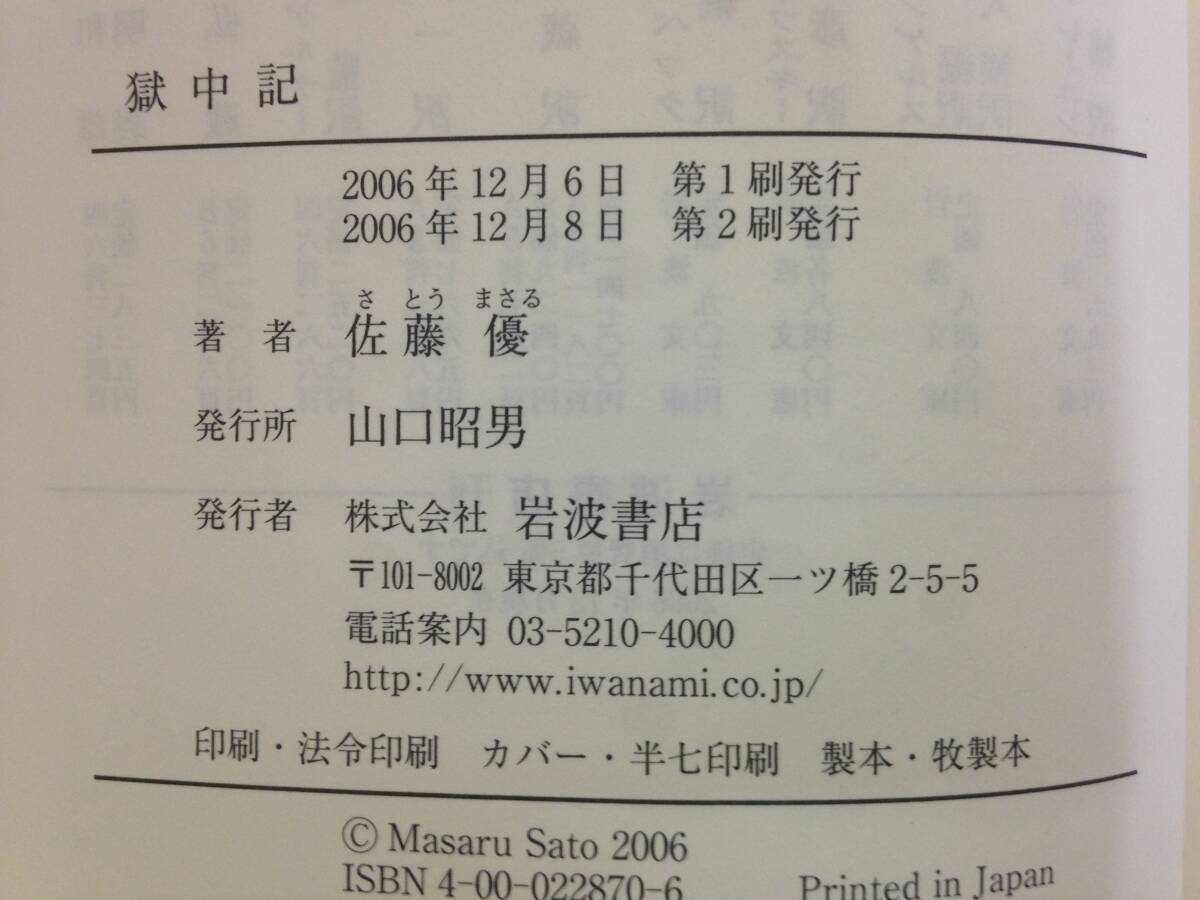 獄中記
2006年12月6日　第1刷発行
2006年12月8日　第2刷発行
さ とう まさる
著　者　佐藤　優
発行所　山口昭男
発行者　株式会社 岩波書店
〒101-8002 東京都千代田区一ツ橋2-5-5
電話案内 03-5210-4000
http://www.iwanami.co.jp/
印刷・法令印刷　カバー・半七印刷　製本・牧製本
© Masaru Sato 2006
ISBN 4-00-022870-6　Printed in Japan